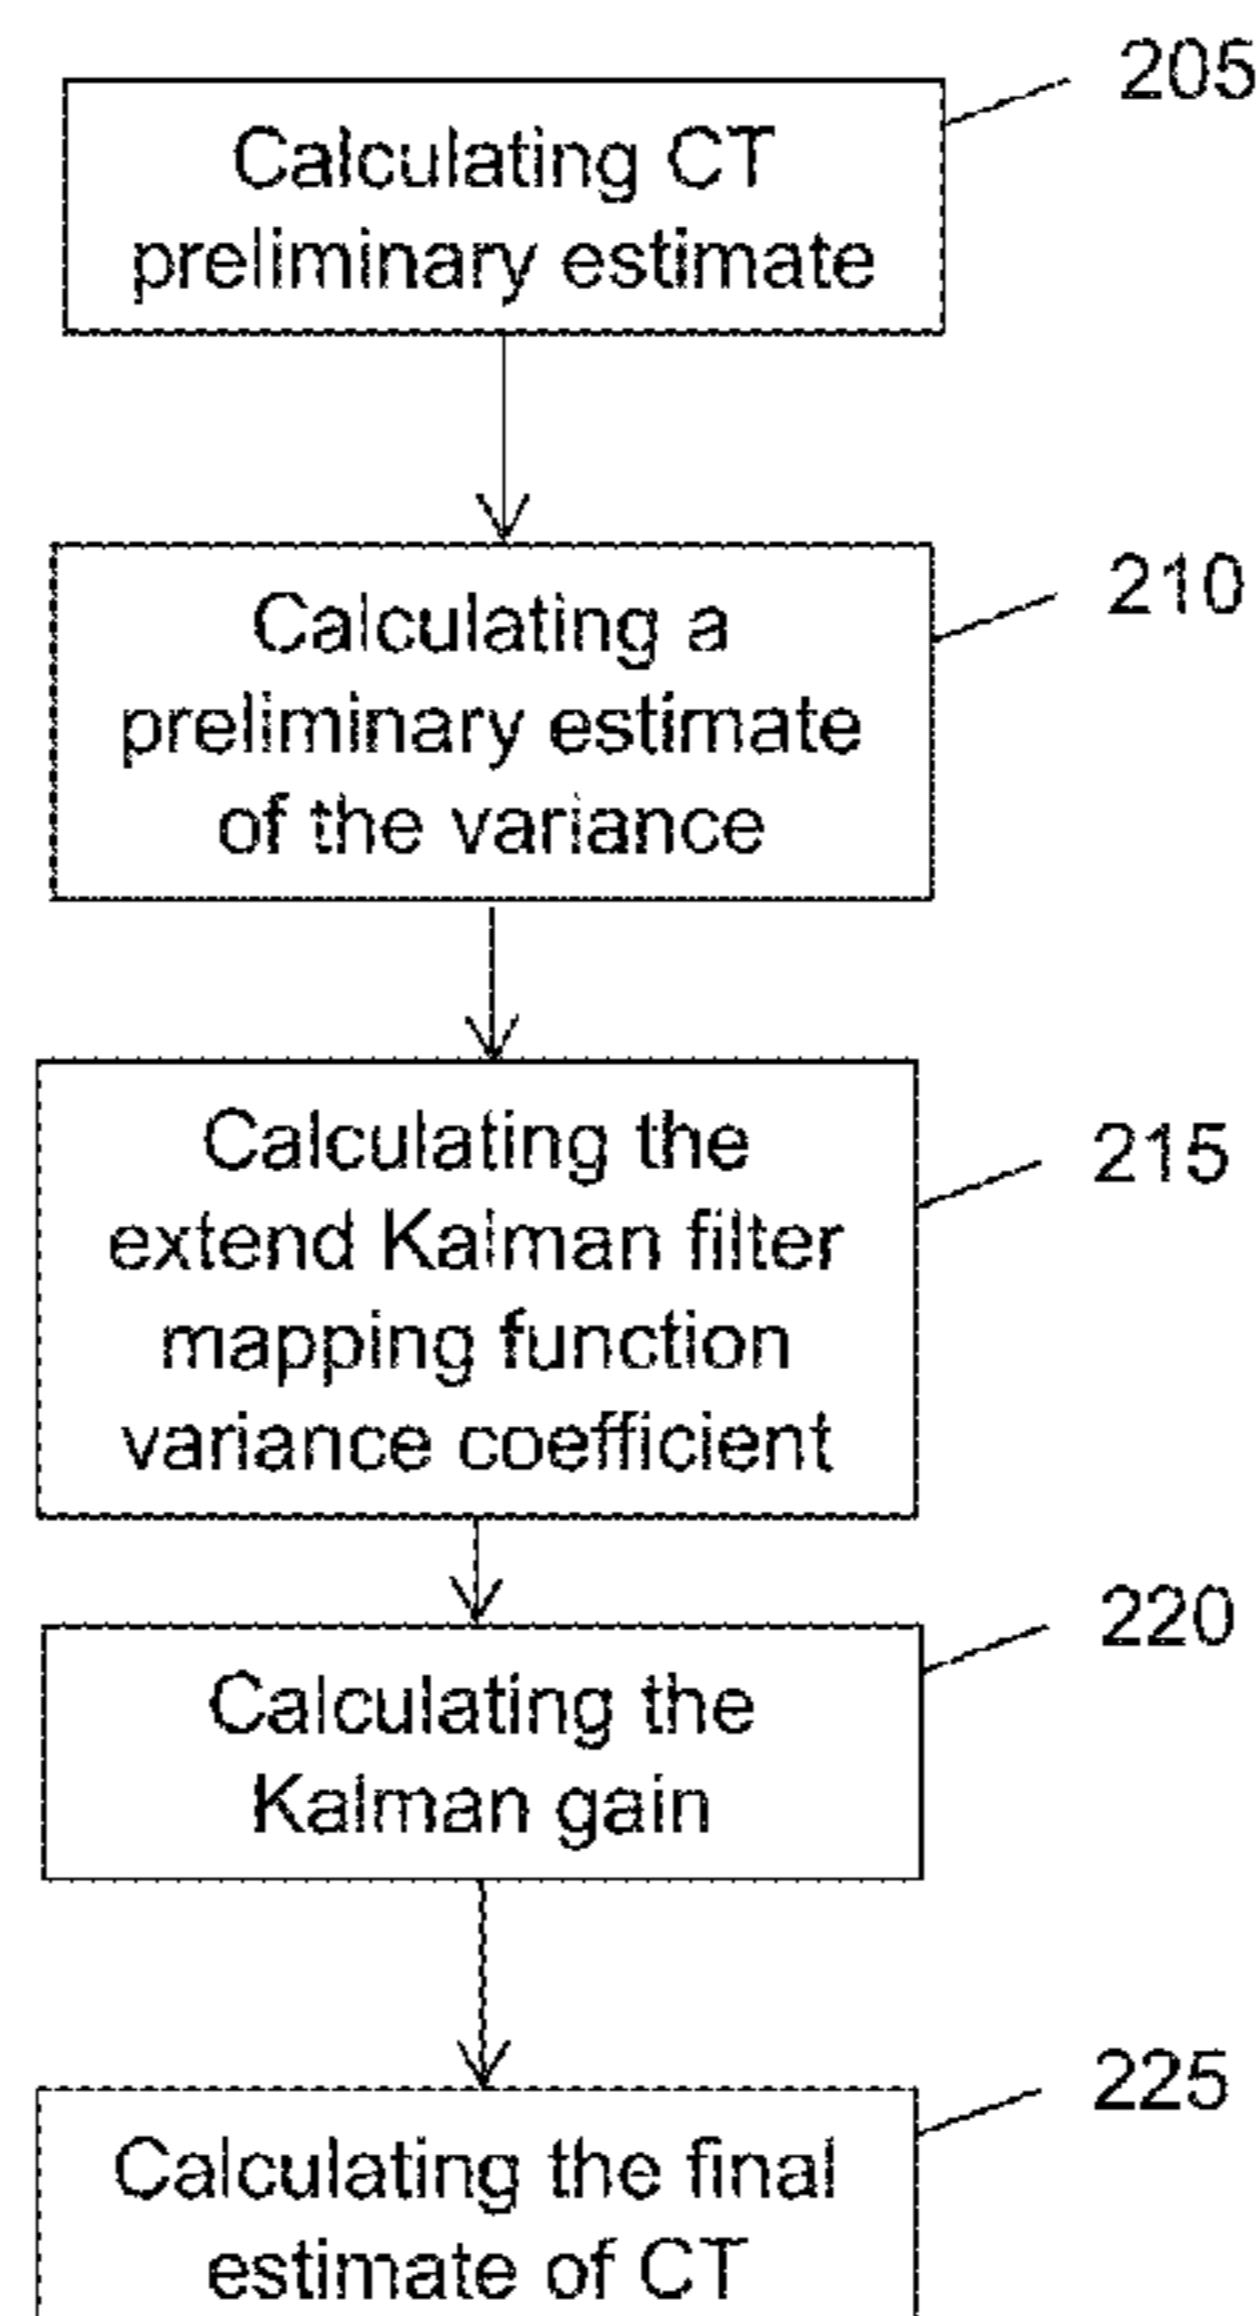 205
Calculating CT
preliminary estimate
210
Calculating a
preliminary estimate
of the variance
215
Calculating the
extend Kalman filter
mapping function
variance coefficient
220
Calculating the
Kalman gain
225
Calculating the final
estimate of CT